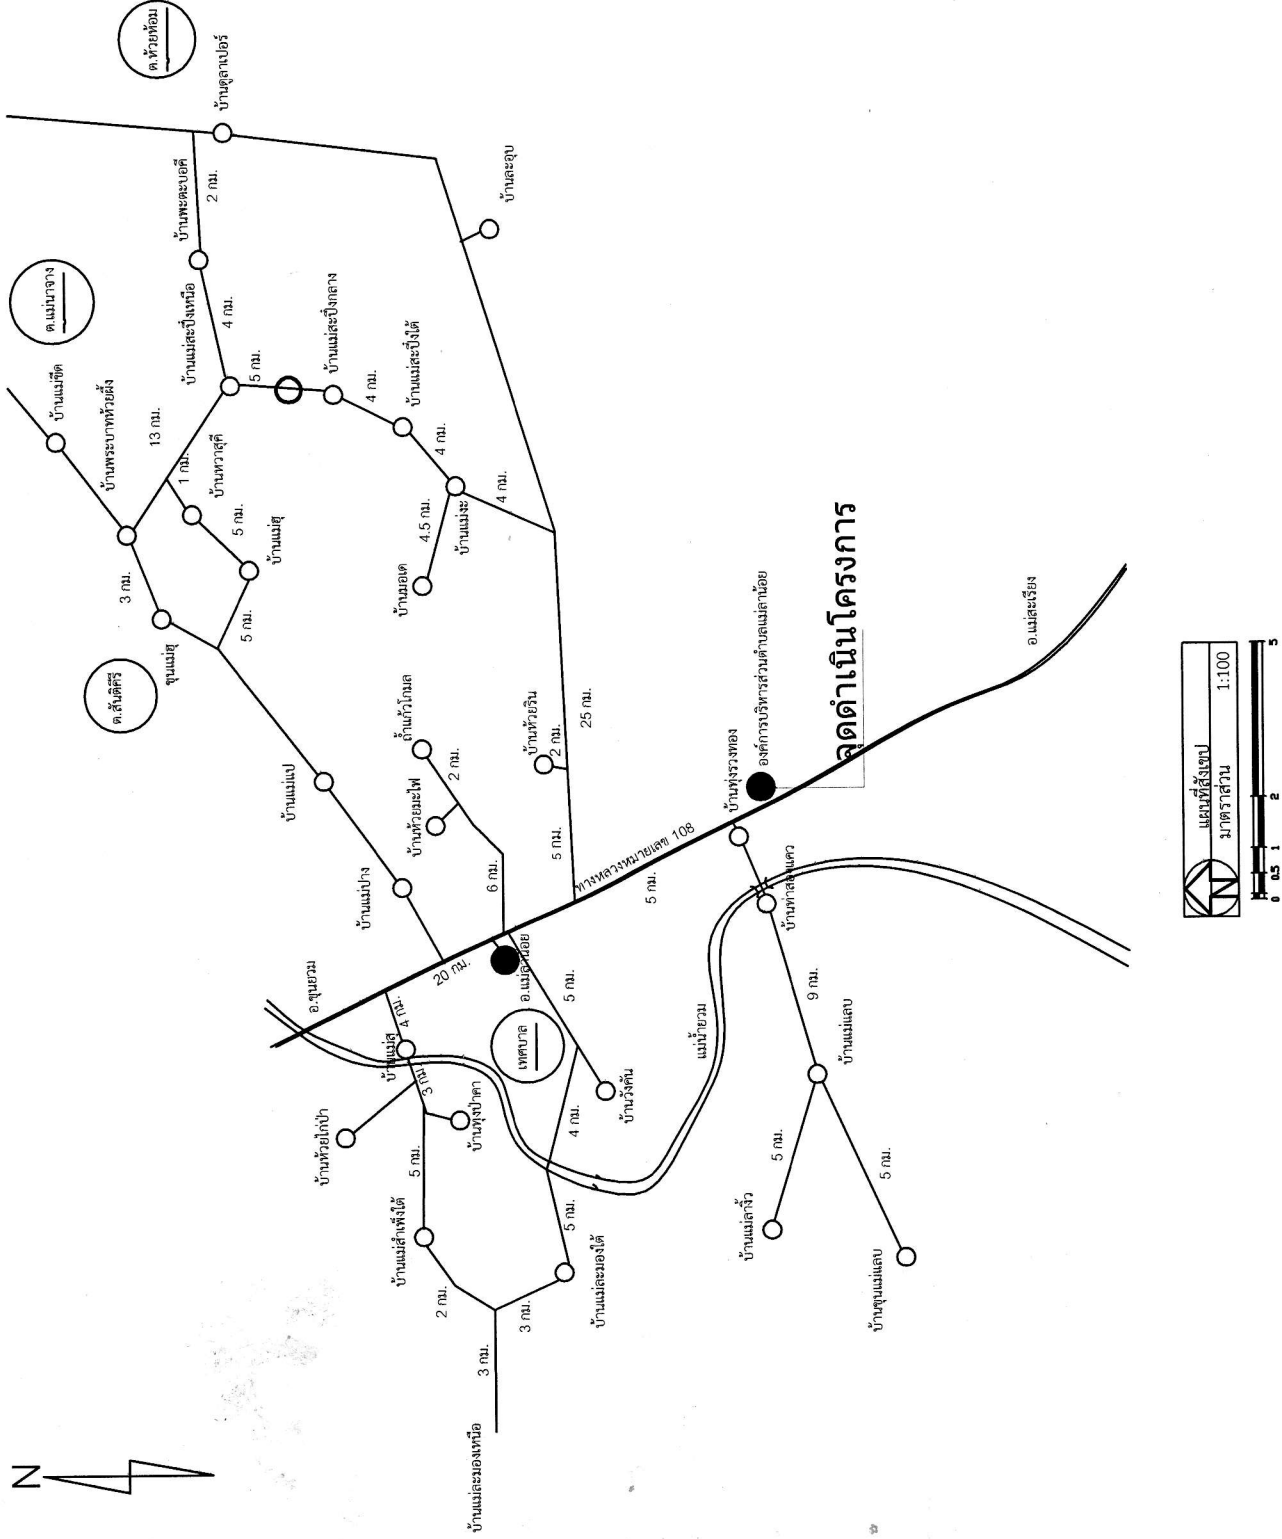 N
ต.ห้วยห้อม
ต.แม่นาจาง
ต.สันติคีรี
เทศบาล
บ้านดูลาเปอร์
บ้านพะตะบอคี
2 กม.
บ้านแม่สะปึงเหนือ
4 กม.
บ้านแม่ขีด
บ้านพระบาทห้วยผึ้ง
13 กม.
5 กม.
บ้านแม่สะปึงกลาง
4 กม.
บ้านแม่สะปึงใต้
4 กม.
บ้านละอูบ
1 กม.
บ้านทวาสุคี
5 กม.
บ้านแม่ฮุ
5 กม.
3 กม.
ขุนแม่ฮุ
4.5 กม.
บ้านแม่งะ
4 กม.
บ้านมอเด
บ้านแม่แป
บ้านแม่ปาง
ถ้ำแก้วโกมล
2 กม.
บ้านห้วยมะไฟ
6 กม.
บ้านห้วยริน
2 กม.
25 กม.
5 กม.
ทางหลวงหมายเลข 108
5 กม.
บ้านทุ่งรวงทอง
องค์การบริหารส่วนตำบลแม่ลาน้อย
จุดดำเนินโครงการ
อ.แม่สะเรียง
อ.ขุนยวม
20 กม.
อ.แม่ลาน้อย
5 กม.
บ้านวังคัน
4 กม.
5 กม.
บ้านแม่ละมองใต้
แม่น้ำยวม
บ้านท่าสองแคว
9 กม.
บ้านแม่แลบ
5 กม.
บ้านแม่ลางิ้ว
5 กม.
บ้านขุนแม่แลบ
4 กม.
บ้านแม่สุ
3 กม.
บ้านห้วยไก่ป่า
บ้านทุ่งป่าคา
5 กม.
บ้านแม่สำเพิงใต้
2 กม.
3 กม.
3 กม.
บ้านแม่ละมองเหนือ
แผนที่สังเขป
มาตราส่วน 1:100
N
0 0.5 1 2 5